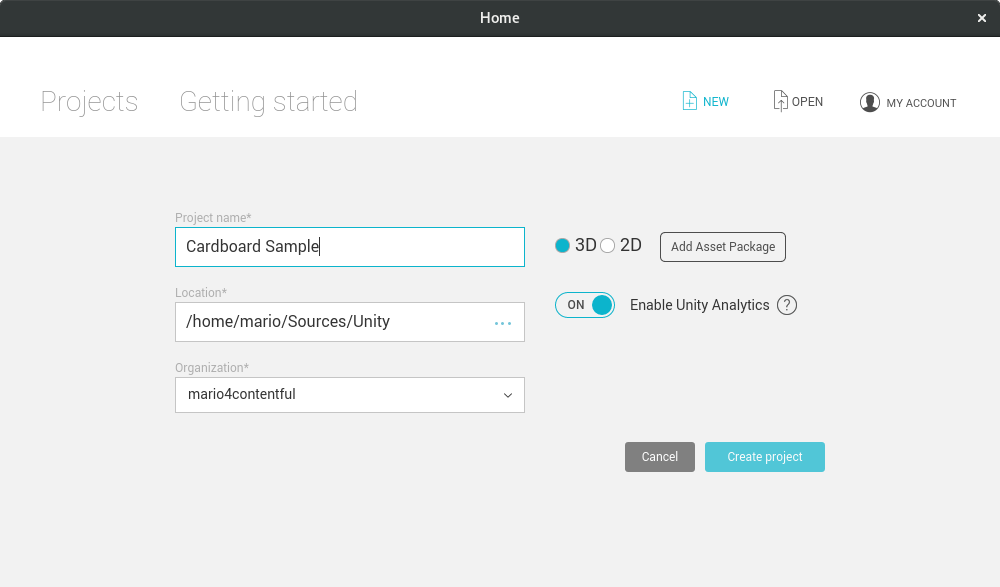 Home
Projects
Getting started
NEW
OPEN
MY ACCOUNT
Project name*
Cardboard Sample
3D
2D
Add Asset Package
Location*
/home/mario/Sources/Unity
...
ON
Enable Unity Analytics
?
Organization*
mario4contentful
Cancel
Create project